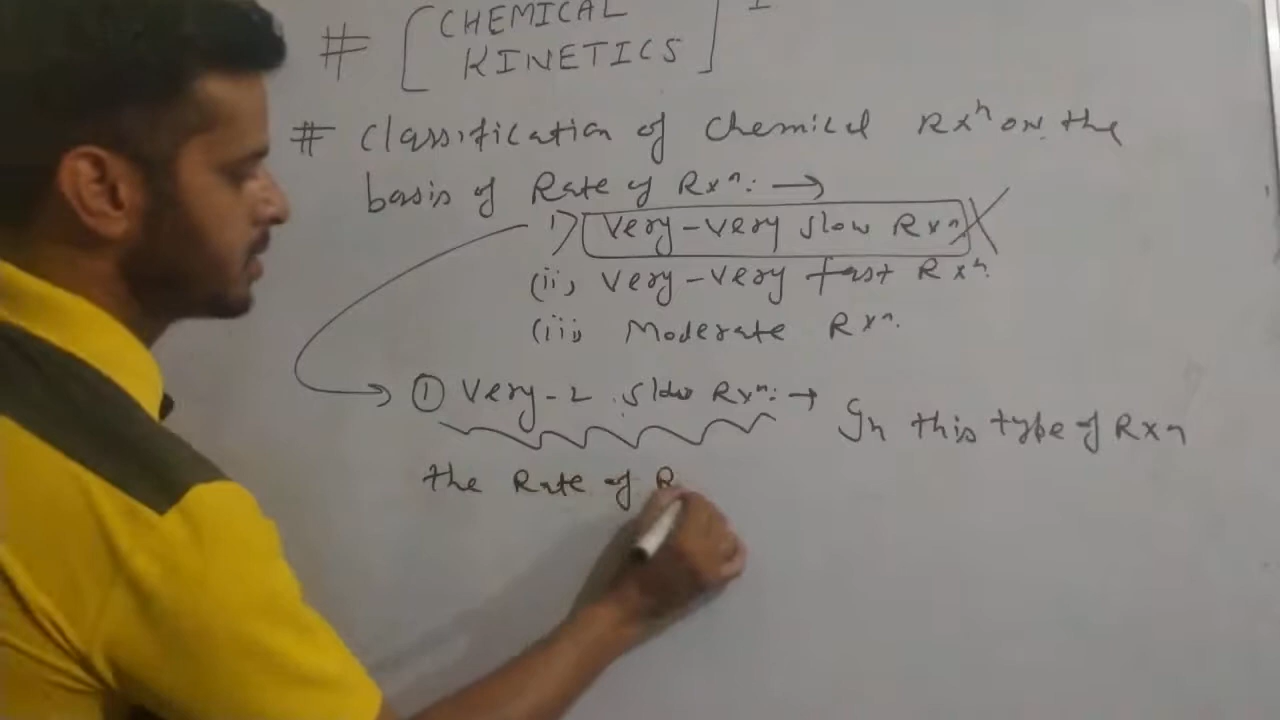 # [CHEMICAL
KINETICS]
# Classification of Chemical Rxⁿ on the
basis of Rate of Rxⁿ: →
i) Very-very slow Rxⁿ
(ii) Very-very fast Rxⁿ.
(iii) Moderate Rxⁿ.
① Very-2 slow Rxⁿ: → In this type of Rxn
the Rate of R